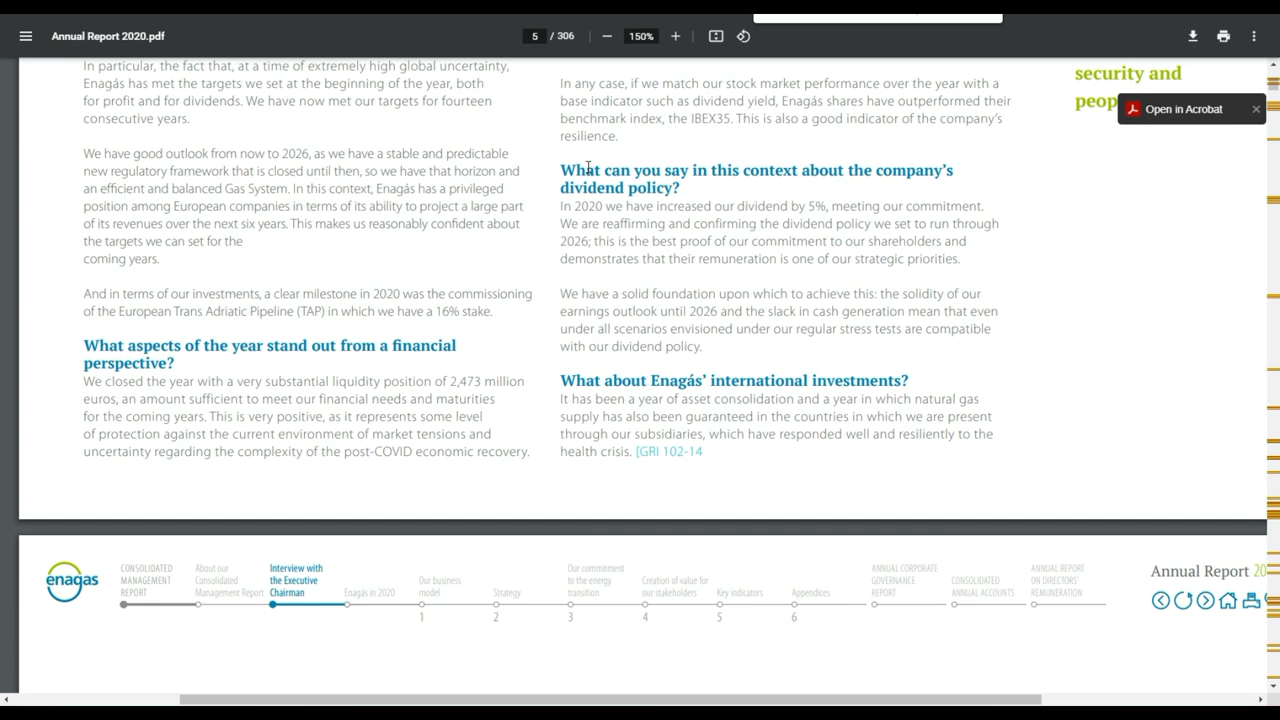 Annual Report 2020.pdf
5 / 306
150%
In particular, the fact that, at a time of extremely high global uncertainty,
Enagás has met the targets we set at the beginning of the year, both
for profit and for dividends. We have now met our targets for fourteen
consecutive years.
We have good outlook from now to 2026, as we have a stable and predictable
new regulatory framework that is closed until then, so we have that horizon and
an efficient and balanced Gas System. In this context, Enagás has a privileged
position among European companies in terms of its ability to project a large part
of its revenues over the next six years. This makes us reasonably confident about
the targets we can set for the
coming years.
And in terms of our investments, a clear milestone in 2020 was the commissioning
of the European Trans Adriatic Pipeline (TAP) in which we have a 16% stake.
What aspects of the year stand out from a financial
perspective?
We closed the year with a very substantial liquidity position of 2,473 million
euros, an amount sufficient to meet our financial needs and maturities
for the coming years. This is very positive, as it represents some level
of protection against the current environment of market tensions and
uncertainty regarding the complexity of the post-COVID economic recovery.
In any case, if we match our stock market performance over the year with a
base indicator such as dividend yield, Enagás shares have outperformed their
benchmark index, the IBEX35. This is also a good indicator of the company's
resilience.
What can you say in this context about the company's
dividend policy?
In 2020 we have increased our dividend by 5%, meeting our commitment.
We are reaffirming and confirming the dividend policy we set to run through
2026; this is the best proof of our commitment to our shareholders and
demonstrates that their remuneration is one of our strategic priorities.
We have a solid foundation upon which to achieve this: the solidity of our
earnings outlook until 2026 and the slack in cash generation mean that even
under all scenarios envisioned under our regular stress tests are compatible
with our dividend policy.
What about Enagás' international investments?
It has been a year of asset consolidation and a year in which natural gas
supply has also been guaranteed in the countries in which we are present
through our subsidiaries, which have responded well and resiliently to the
health crisis. [GRI 102-14
security and
peop
Open in Acrobat
enagas
CONSOLIDATED
MANAGEMENT
REPORT
About our
Consolidated
Management Report
Interview with
the Executive
Chairman
Enagás in 2020
Our business
model
1
Strategy
2
Our commitment
to the energy
transition
3
Creation of value for
our stakeholders
4
Key indicators
5
Appendices
6
ANNUAL CORPORATE
GOVERNANCE
REPORT
CONSOLIDATED
ANNUAL ACCOUNTS
ANNUAL REPORT
ON DIRECTORS'
REMUNERATION
Annual Report 20